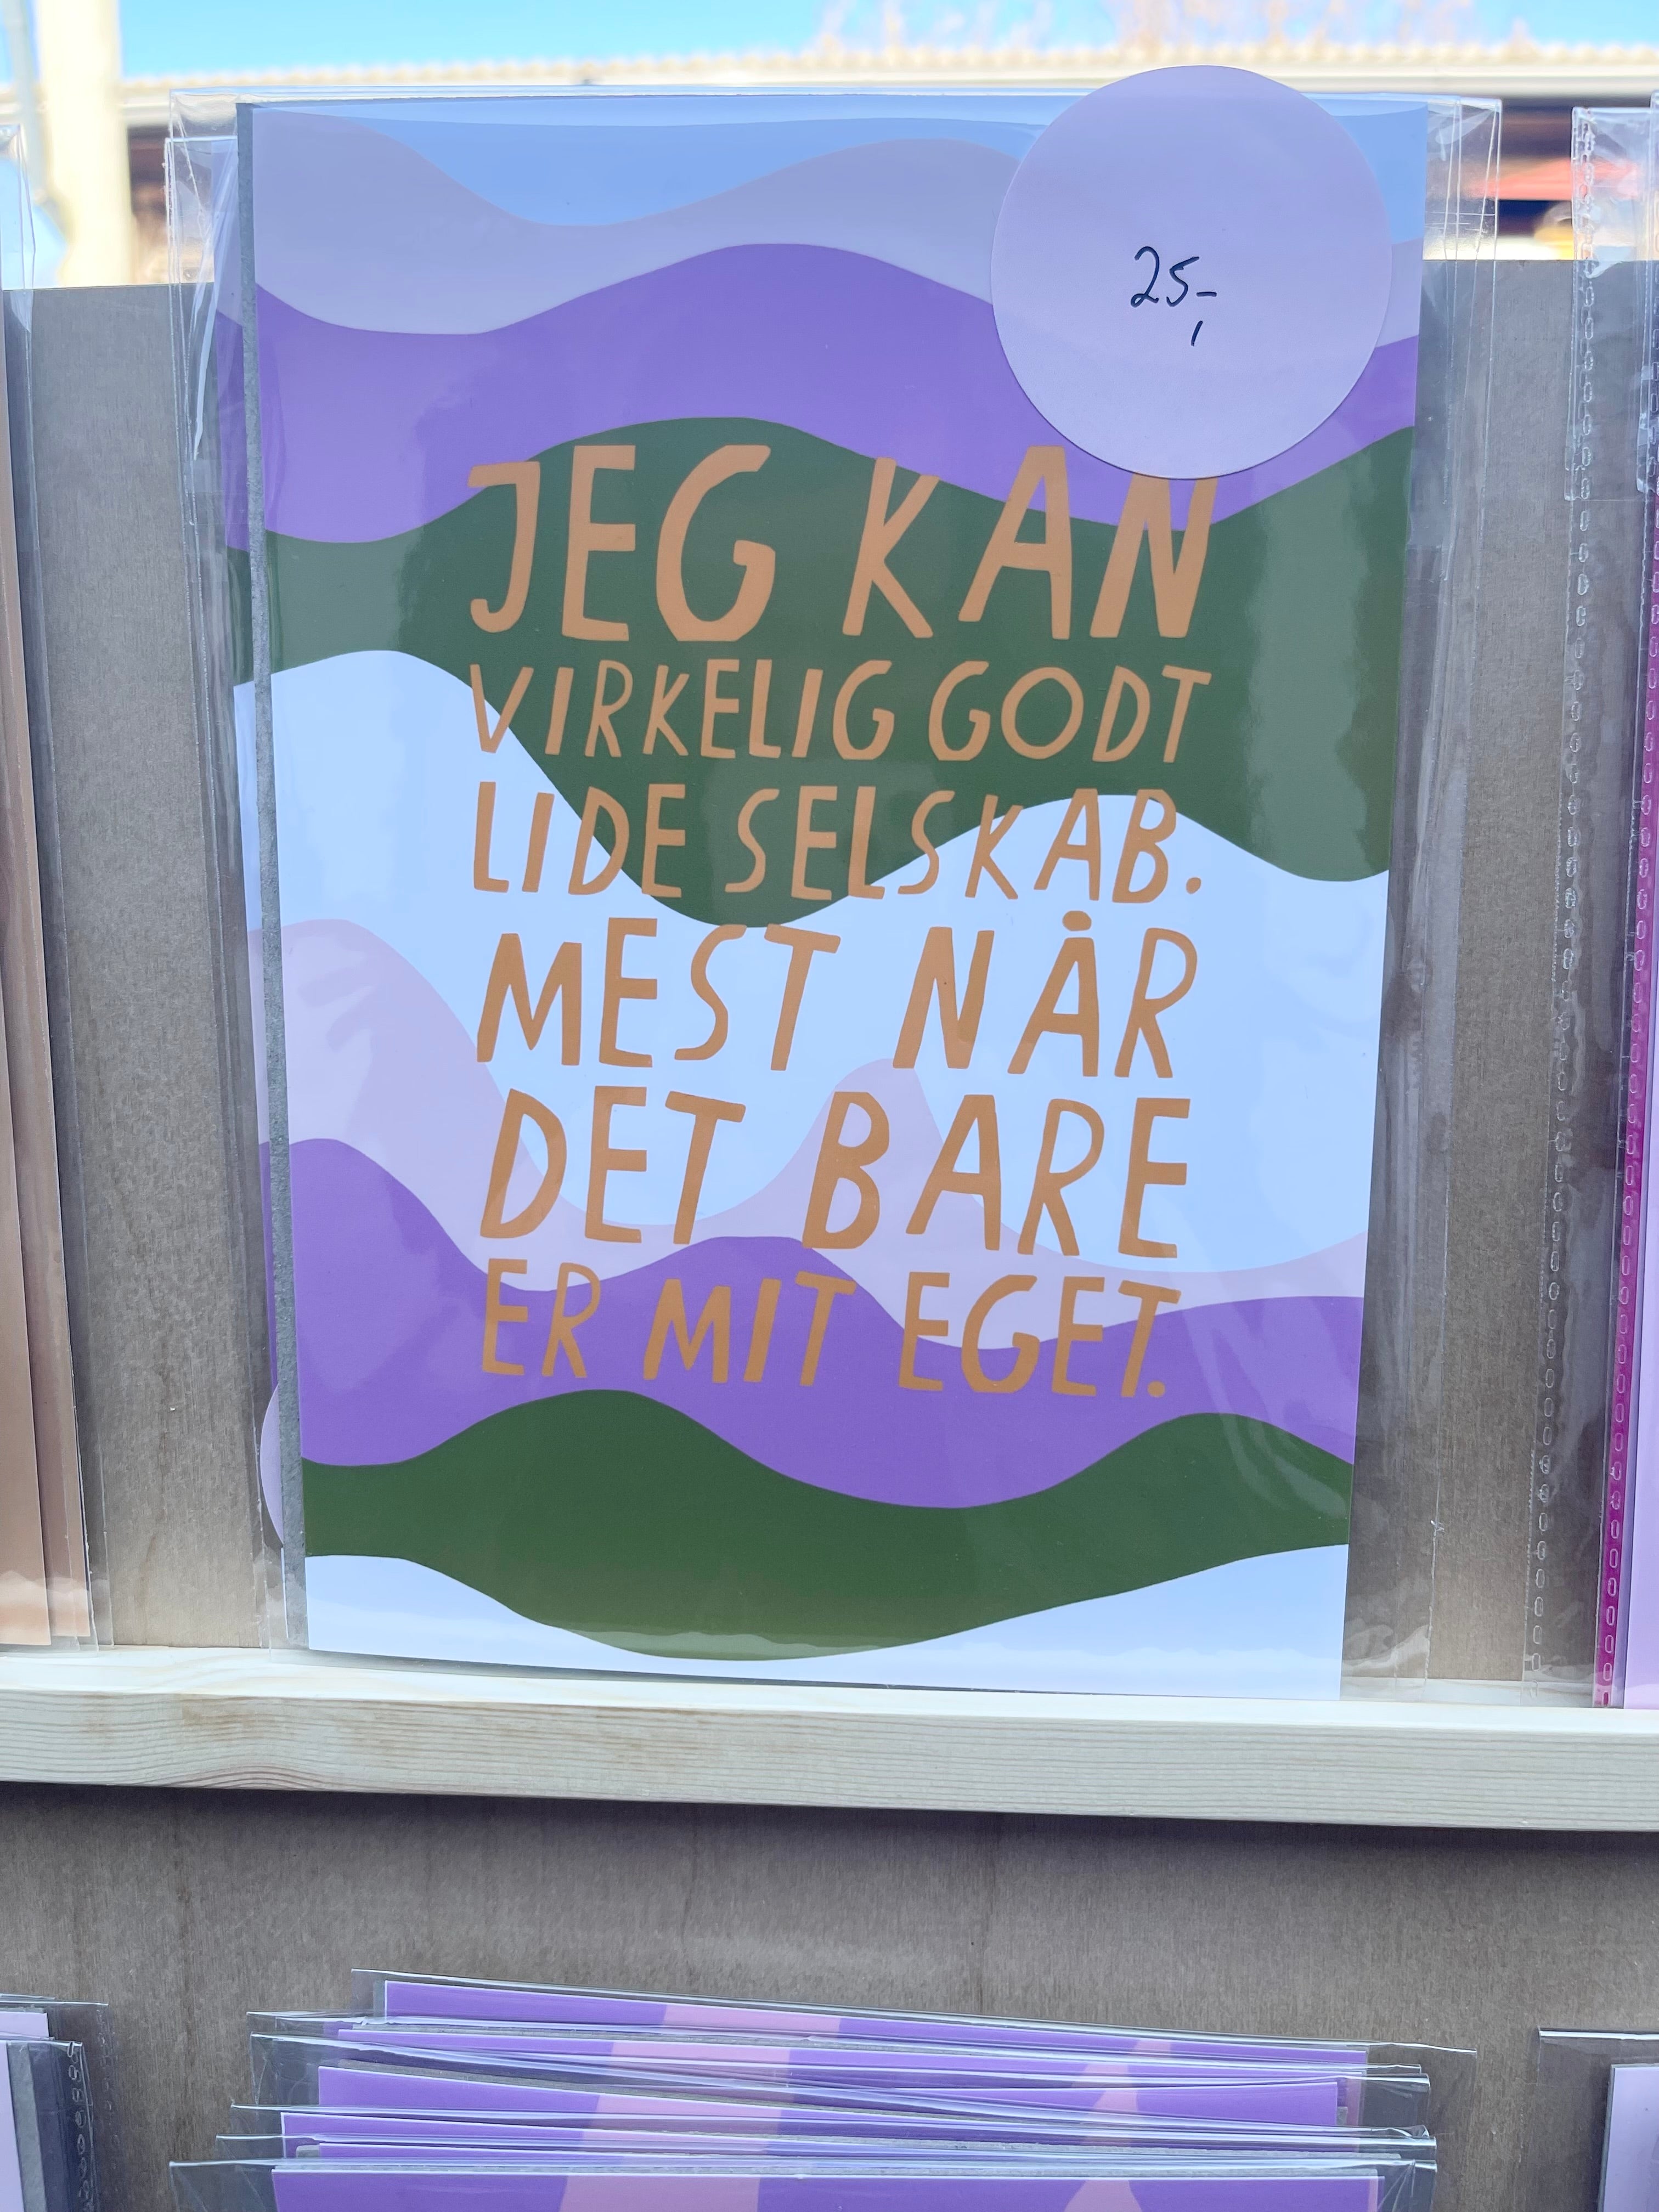 25,-
JEG KAN
VIRKELIG GODT
LIDE SELSKAB.
MEST NÅR
DET BARE
ER MIT EGET.